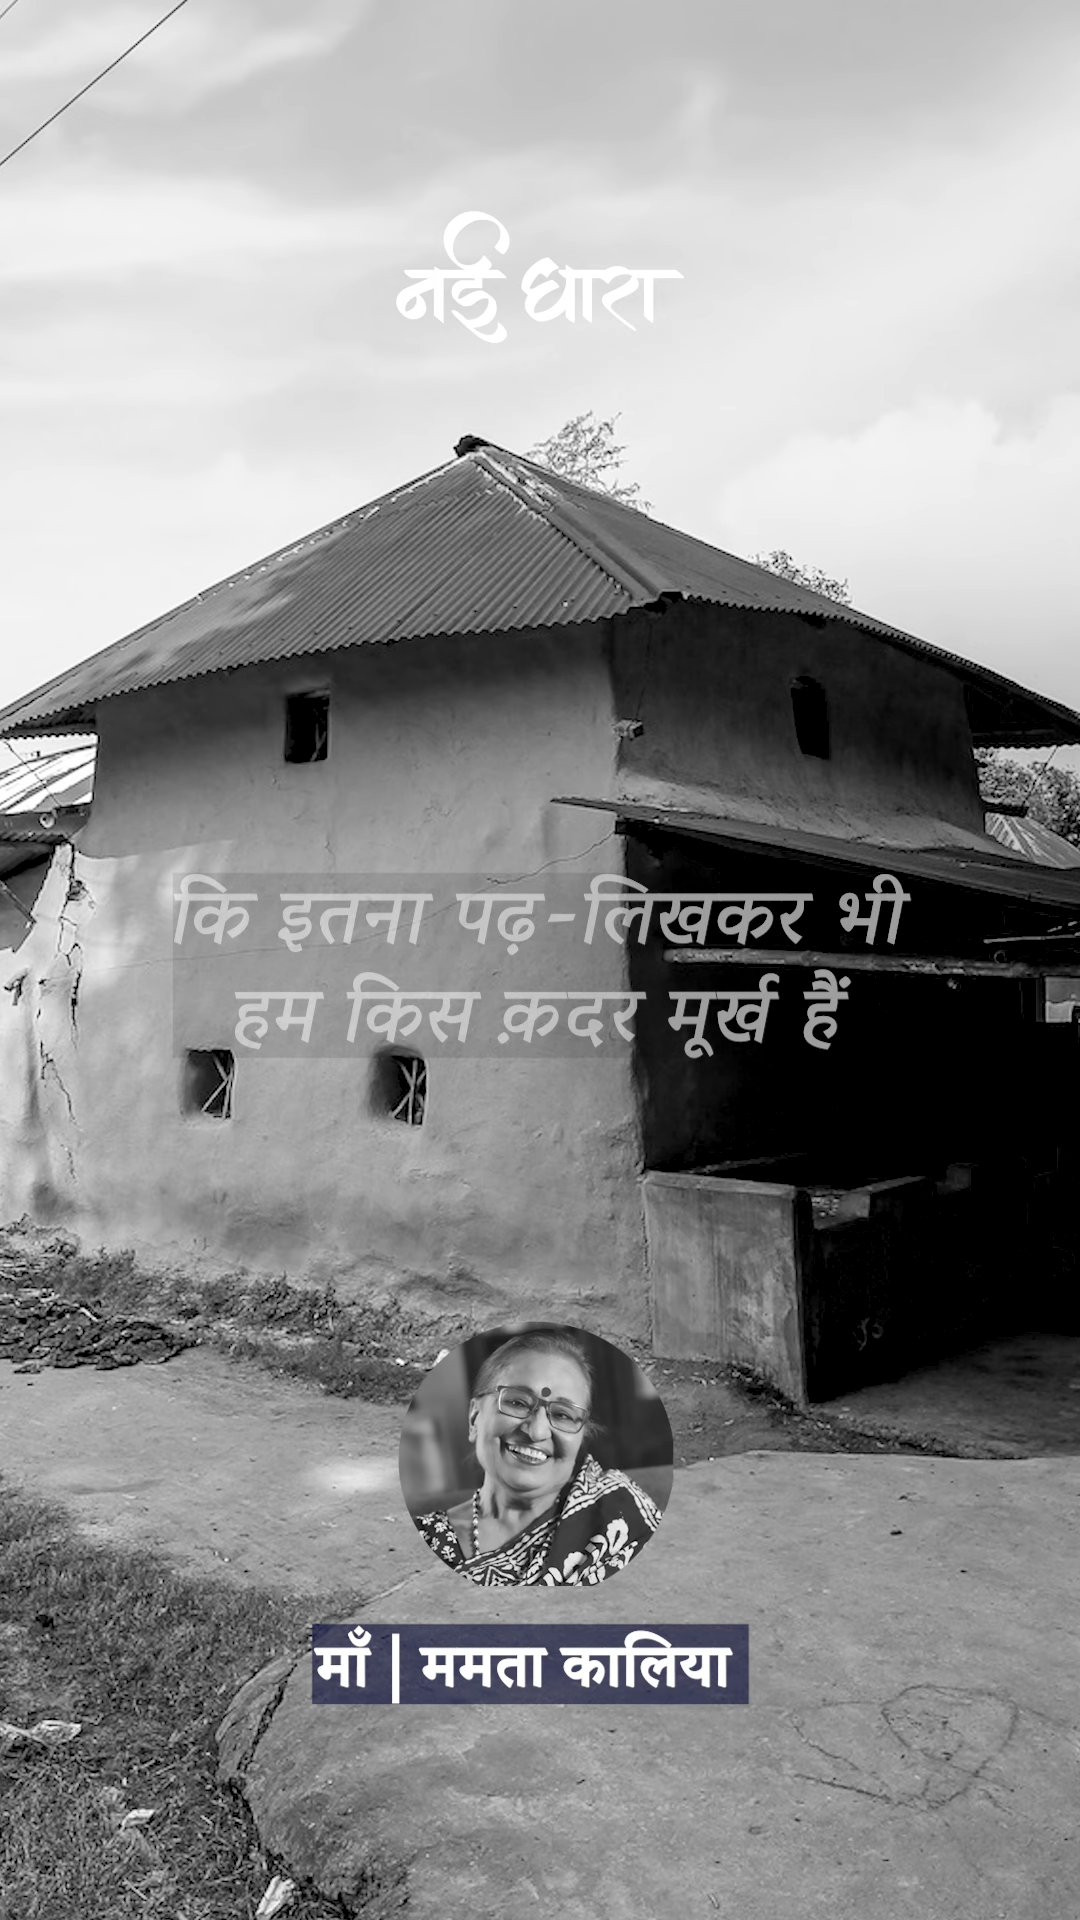 नई धारा
कि इतना पढ़-लिखकर भी
हम किस क़दर मूर्ख हैं
माँ | ममता कालिया